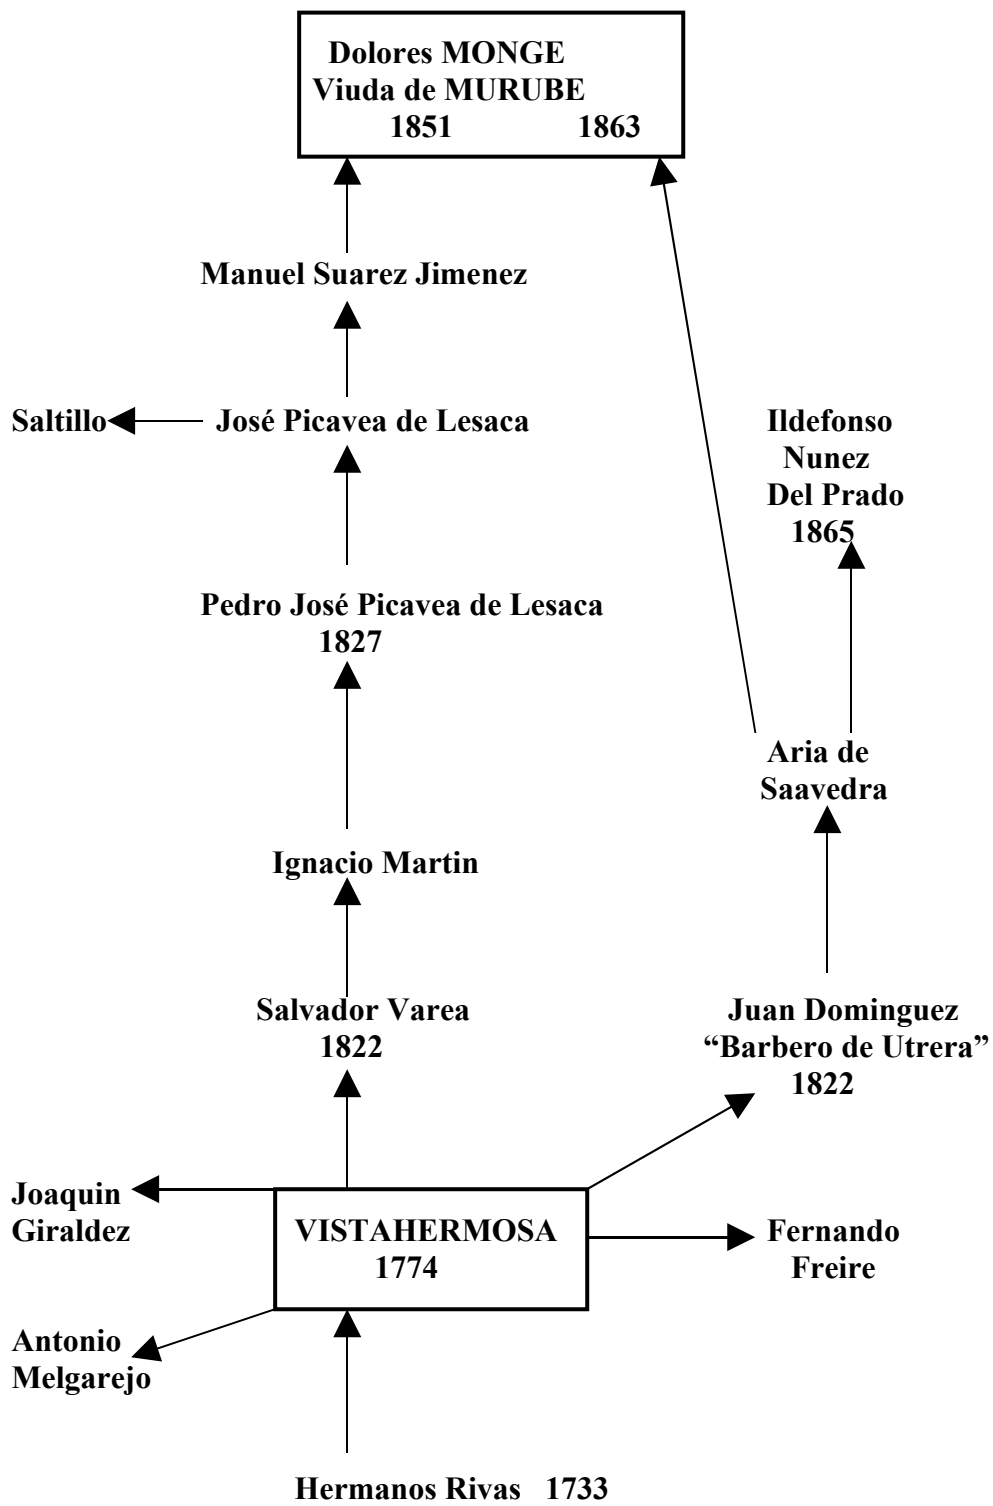 Dolores MONGE
Viuda de MURUBE
1851 1863
Manuel Suarez Jimenez
Saltillo
José Picavea de Lesaca
Ildefonso
Nunez
Del Prado
1865
Pedro José Picavea de Lesaca
1827
Aria de
Saavedra
Ignacio Martin
Salvador Varea
1822
Juan Dominguez
“Barbero de Utrera”
1822
Joaquin
Giraldez
VISTAHERMOSA
1774
Fernando
Freire
Antonio
Melgarejo
Hermanos Rivas 1733